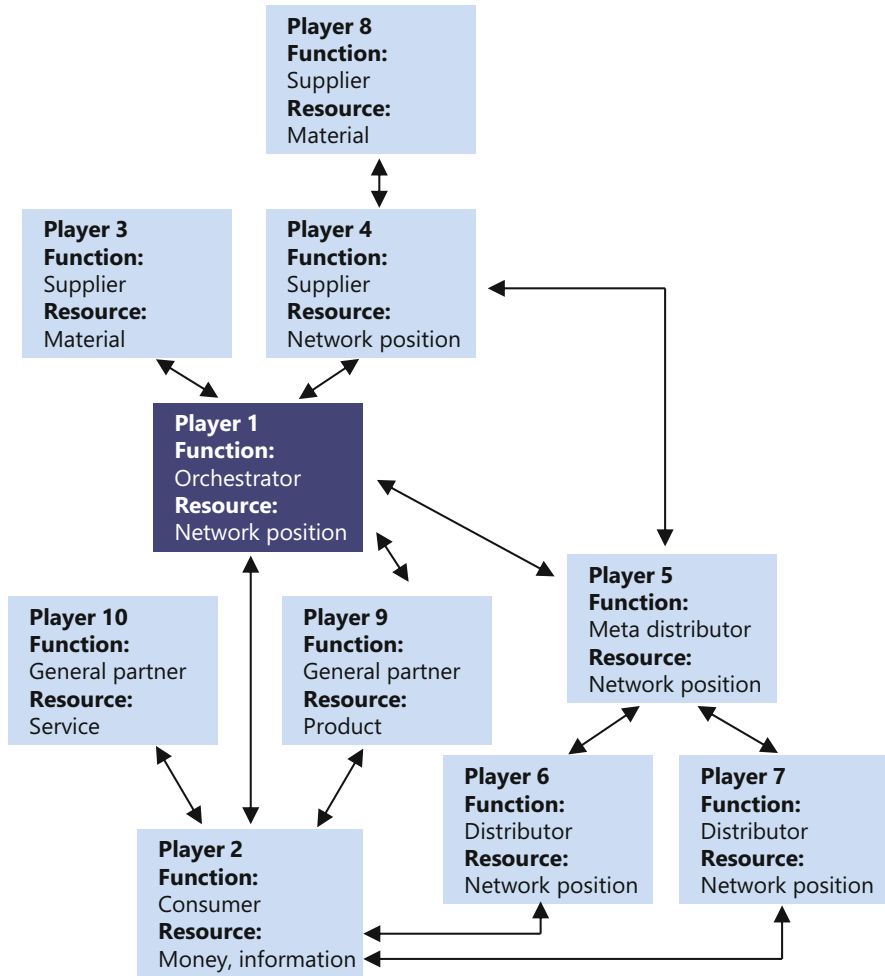 Player 8
Function:
Supplier
Resource:
Material
Player 3
Function:
Supplier
Resource:
Material
Player 4
Function:
Supplier
Resource:
Network position
Player 1
Function:
Orchestrator
Resource:
Network position
Player 5
Function:
Meta distributor
Resource:
Network position
Player 10
Function:
General partner
Resource:
Service
Player 9
Function:
General partner
Resource:
Product
Player 6
Function:
Distributor
Resource:
Network position
Player 7
Function:
Distributor
Resource:
Network position
Player 2
Function:
Consumer
Resource:
Money, information